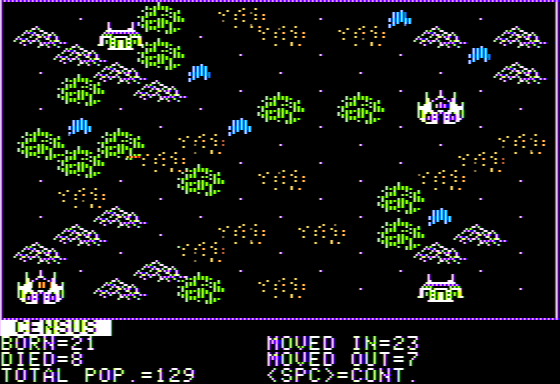 CENSUS
BORN=21 MOVED IN=23
DIED=8 MOVED OUT=7
TOTAL POP.=129 <SPC>=CONT.